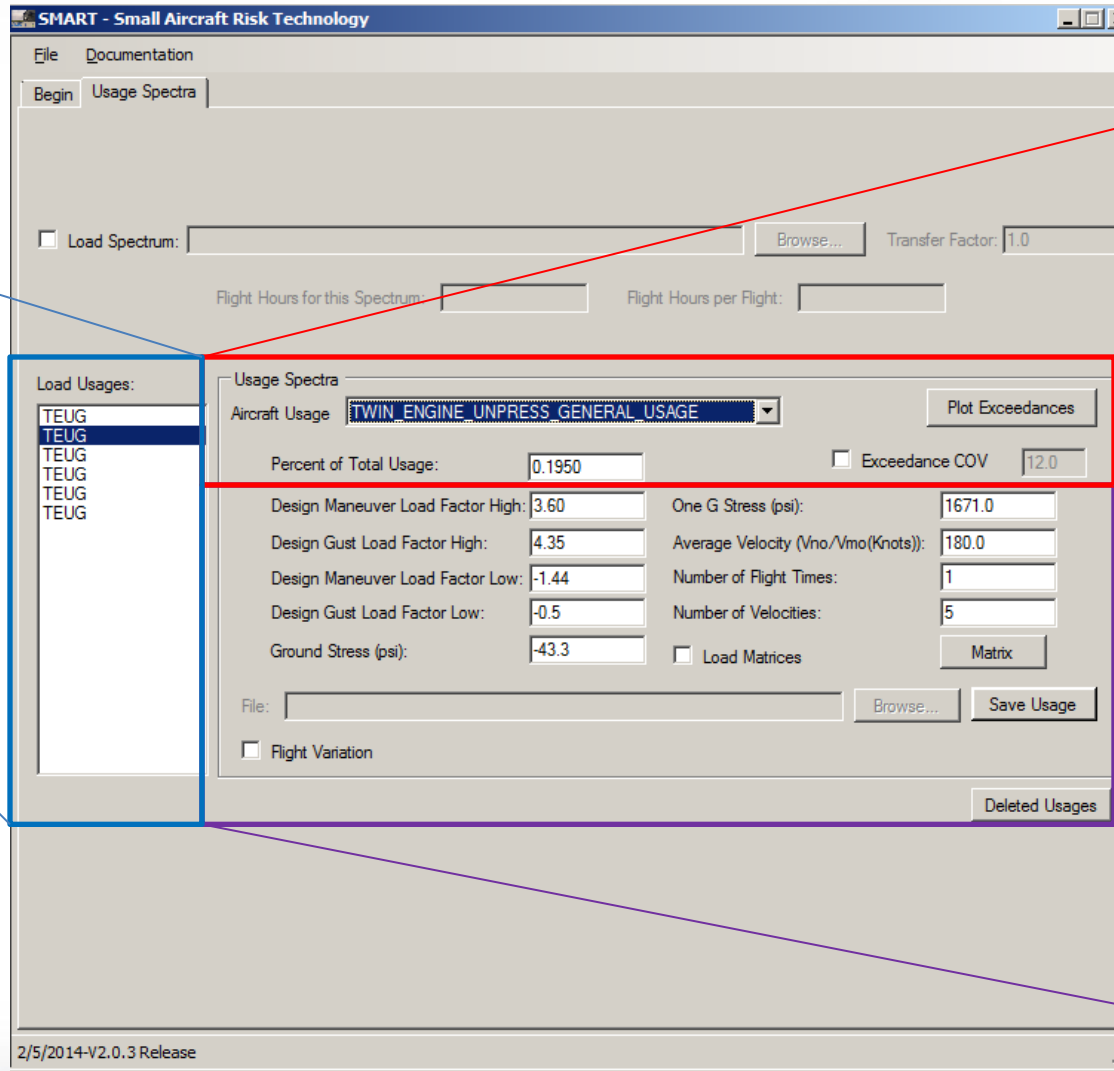 SMART - Small Aircraft Risk Technology
File Documentation
Begin Usage Spectra
Load Spectrum: Browse... Transfer Factor: 1.0
Flight Hours for this Spectrum: Flight Hours per Flight:
Load Usages:
TEUG
TEUG
TEUG
TEUG
TEUG
TEUG
Usage Spectra
Aircraft Usage TWIN_ENGINE_UNPRESS_GENERAL_USAGE Plot Exceedances
Percent of Total Usage: 0.1950 Exceedance COV 12.0
Design Maneuver Load Factor High: 3.60 One G Stress (psi): 1671.0
Design Gust Load Factor High: 4.35 Average Velocity (Vno/Vmo(Knots)): 180.0
Design Maneuver Load Factor Low: -1.44 Number of Flight Times: 1
Design Gust Load Factor Low: -0.5 Number of Velocities: 5
Ground Stress (psi): -43.3 Load Matrices Matrix
File: Browse... Save Usage
Flight Variation
Deleted Usages
2/5/2014-V2.0.3 Release